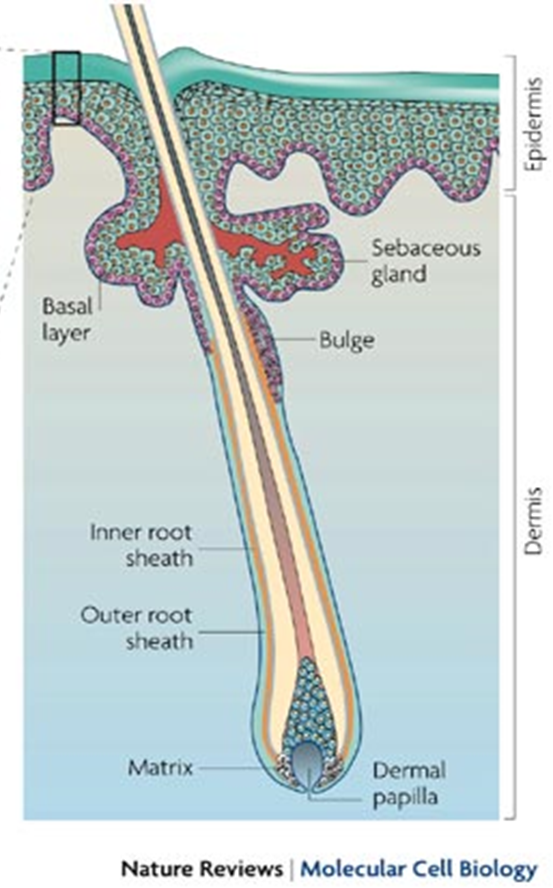 Epidermis
Sebaceous
gland
Basal
layer
Bulge
Dermis
Inner root
sheath
Outer root
sheath
Matrix
Dermal
papilla
Nature Reviews | Molecular Cell Biology